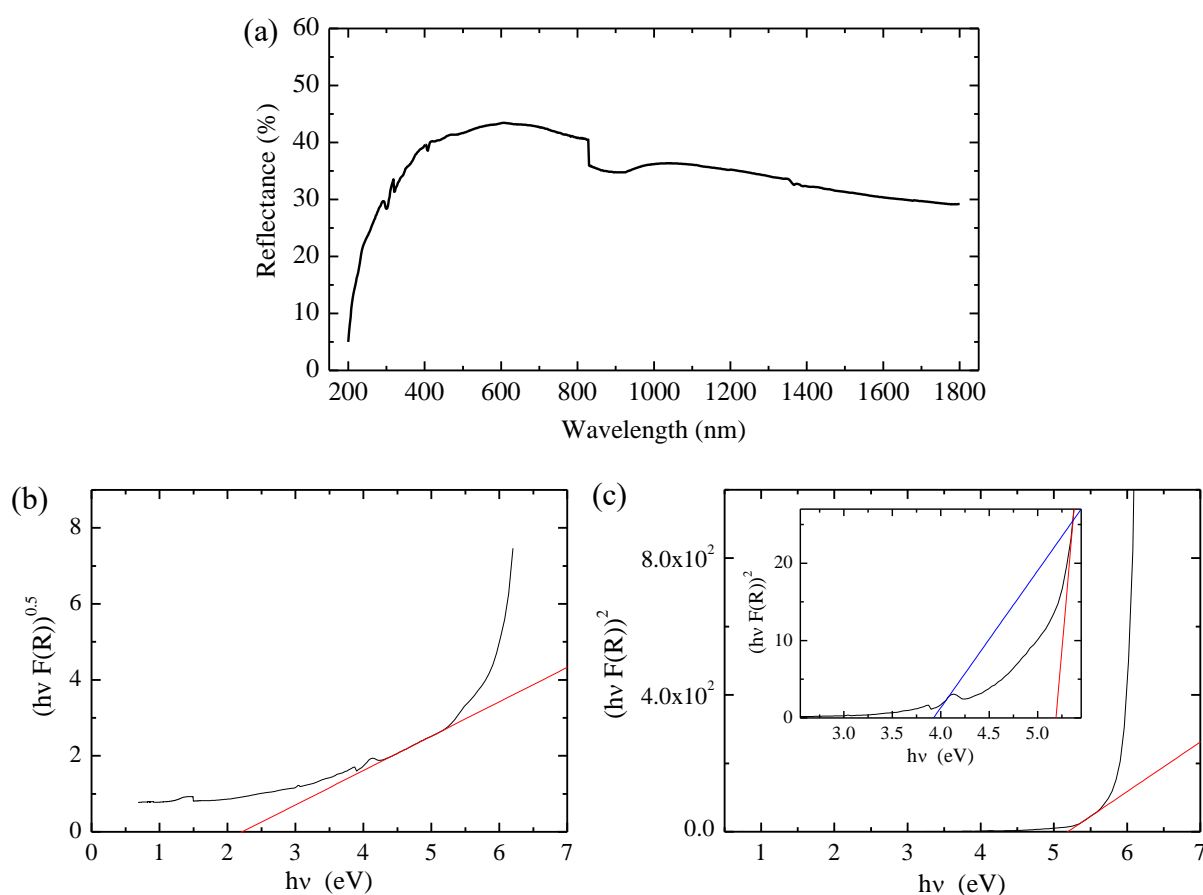 (a)
60
50
40
30
20
10
0
Reflectance (%)
200 400 600 800 1000 1200 1400 1600 1800
Wavelength (nm)
(b)
8
6
4
2
0
(hν F(R))^0.5
0 1 2 3 4 5 6 7
hν (eV)
(c)
8.0x10^2
4.0x10^2
0.0
(hν F(R))^2
1 2 3 4 5 6 7
hν (eV)
20
10
0
(hν F(R))^2
3.0 3.5 4.0 4.5 5.0
hν (eV)